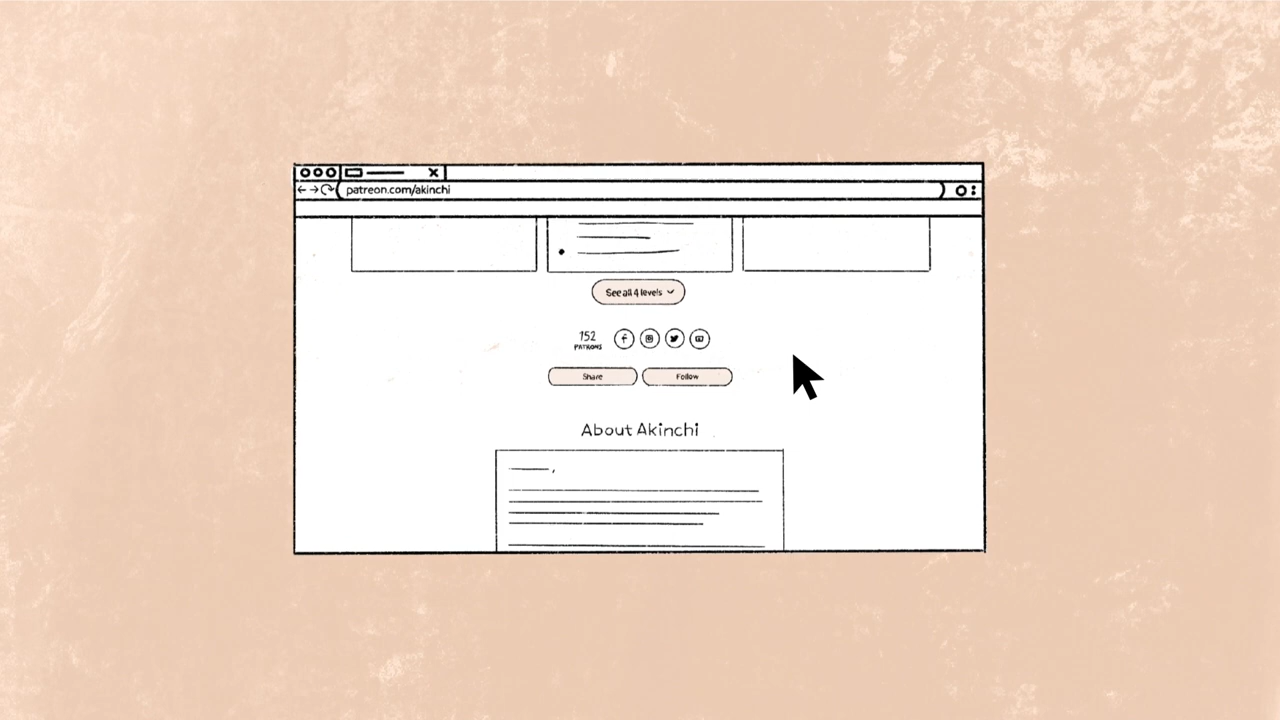 patreon.com/akinchi
See all 4 levels
152
PATRONS
Share
Follow
About Akinchi